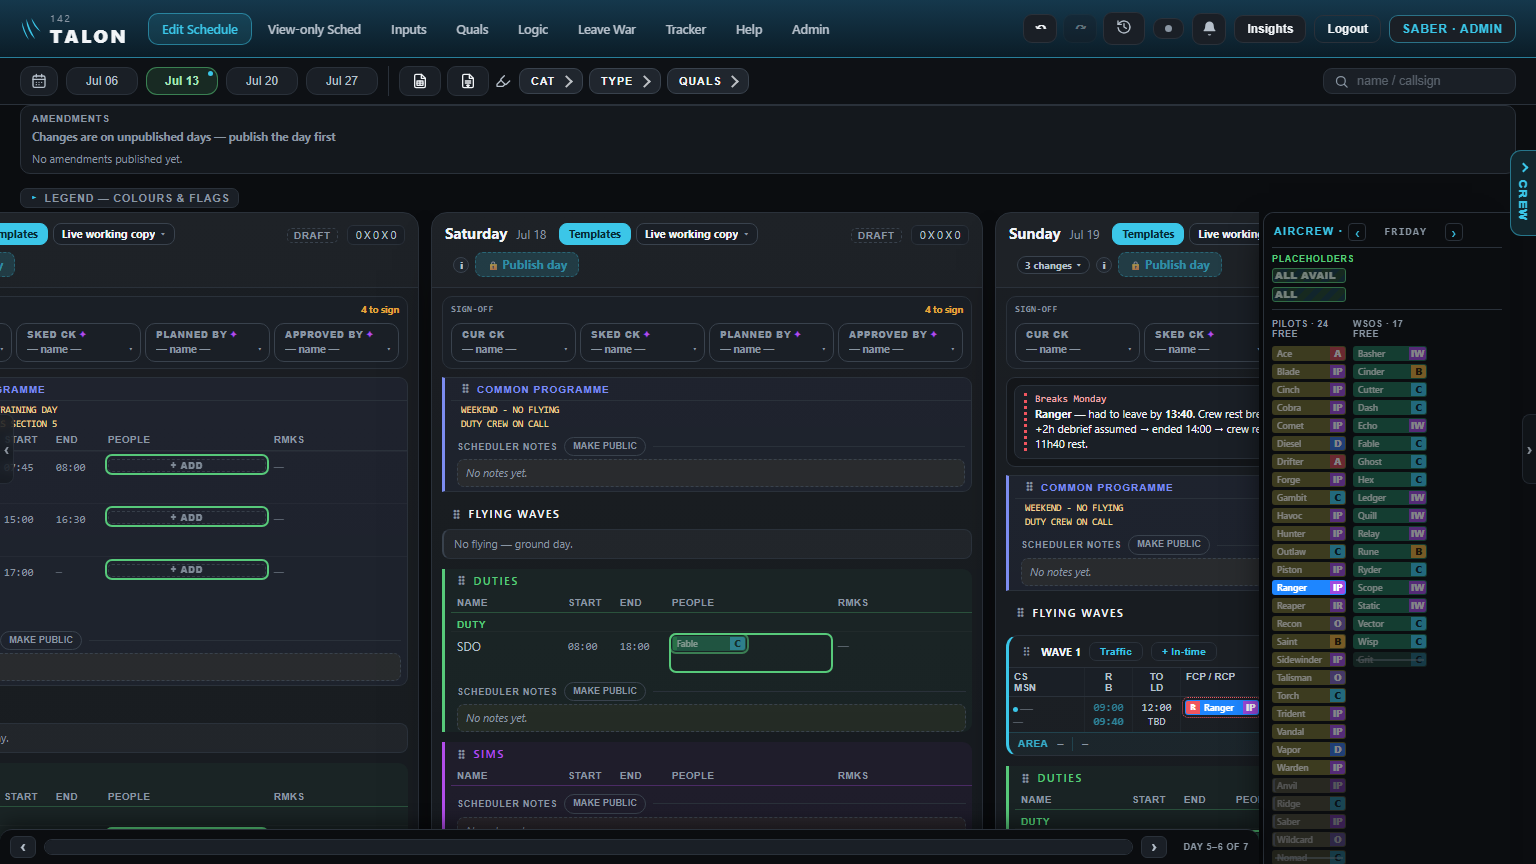 142
TALON
Edit Schedule
View-only Sched
Inputs
Quals
Logic
Leave War
Tracker
Help
Admin
Insights
Logout
SABER · ADMIN
Jul 06
Jul 13
Jul 20
Jul 27
CAT
TYPE
QUALS
name / callsign
AMENDMENTS
Changes are on unpublished days — publish the day first
No amendments published yet.
CREW
LEGEND — COLOURS & FLAGS
mplates
Live working copy
DRAFT
0X0X0
4 to sign
SKED CK
— name —
PLANNED BY
— name —
APPROVED BY
— name —
RAMME
RAINING DAY
SECTION 5
TART END PEOPLE RMKS
7:45 08:00 + ADD —
15:00 16:30 + ADD —
17:00 — + ADD —
MAKE PUBLIC
y.
START END PEOPLE RMKS
Saturday Jul 18
Templates
Live working copy
DRAFT
0X0X0
i
Publish day
SIGN-OFF
4 to sign
CUR CK
— name —
SKED CK
— name —
PLANNED BY
— name —
APPROVED BY
— name —
COMMON PROGRAMME
WEEKEND - NO FLYING
DUTY CREW ON CALL
SCHEDULER NOTES MAKE PUBLIC
No notes yet.
FLYING WAVES
No flying — ground day.
DUTIES
NAME START END PEOPLE RMKS
DUTY
SDO 08:00 18:00 Fable C —
SCHEDULER NOTES MAKE PUBLIC
No notes yet.
SIMS
NAME START END PEOPLE RMKS
SCHEDULER NOTES MAKE PUBLIC
Sunday Jul 19
Templates
Live working
3 changes
i
Publish day
SIGN-OFF
CUR CK
— name —
SKED CK
— name —
Breaks Monday
Ranger — had to leave by 13:40. Crew rest bre
+2h debrief assumed → ended 14:00 → crew re
11h40 rest.
COMMON PROGRAMME
WEEKEND - NO FLYING
DUTY CREW ON CALL
SCHEDULER NOTES MAKE PUBLIC
No notes yet.
FLYING WAVES
WAVE 1 Traffic + In-time
CS R TO FCP / RCP
MSN B LD
— 09:00 12:00 R Ranger IP
— 09:40 TBD
AREA — —
DUTIES
NAME START END PEO
DUTY
AIRCREW ·
FRIDAY
PLACEHOLDERS
ALL AVAIL
ALL
PILOTS · 24
FREE
Ace A
Blade IP
Cinch IP
Cobra IP
Comet IP
Diesel D
Drifter A
Forge IP
Gambit C
Havoc IP
Hunter IP
Outlaw C
Piston IP
Ranger IP
Reaper IR
Recon O
Saint B
Sidewinder IP
Talisman O
Torch C
Trident IP
Vandal IP
Vapor D
Warden IP
Anvil IP
Ridge C
Saber IP
Wildcard O
Nomad C
WSOS · 17
FREE
Basher IW
Cinder B
Cutter C
Dash C
Echo IW
Fable C
Ghost C
Hex C
Ledger IW
Quill IW
Relay IW
Rune B
Ryder C
Scope IW
Static IW
Vector C
Wisp C
Grit C
DAY 5–6 OF 7